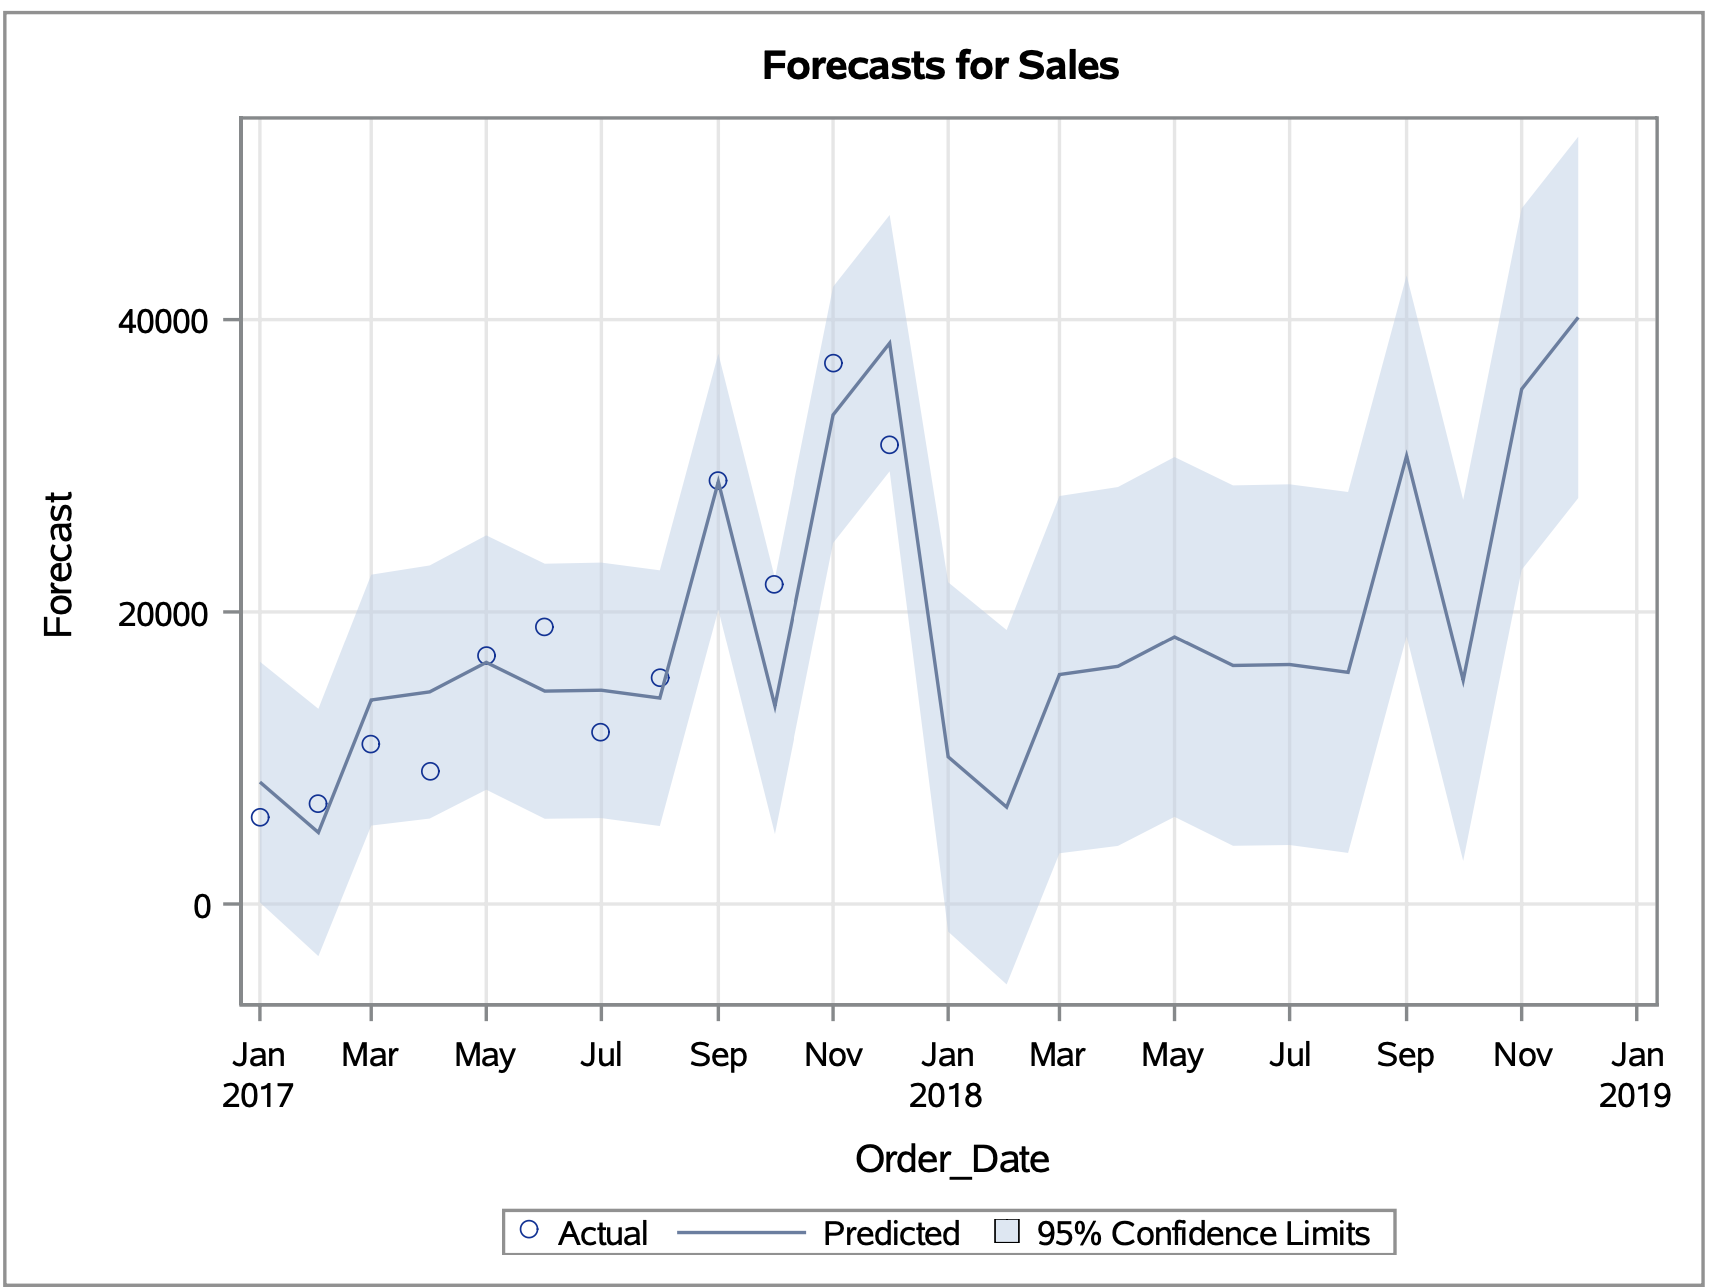 Forecasts for Sales
Forecast
40000
20000
0
Jan Mar May Jul Sep Nov Jan Mar May Jul Sep Nov Jan
2017 2018 2019
Order_Date
Actual Predicted 95% Confidence Limits